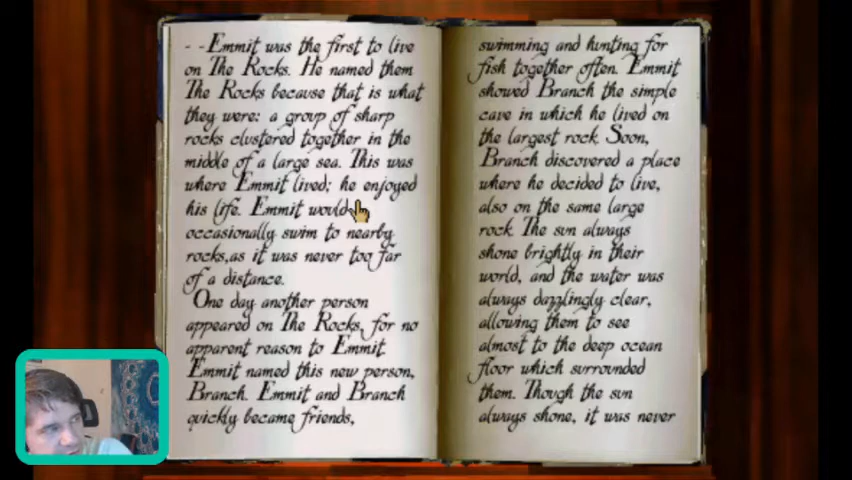 - -Emmit was the first to live
on The Rocks. He named them
The Rocks because that is what
they were: a group of sharp
rocks clustered together in the
middle of a large sea. This was
where Emmit lived; he enjoyed
his life. Emmit would
occasionally swim to nearby
rocks,as it was never too far
of a distance.
One day another person
appeared on The Rocks, for no
apparent reason to Emmit.
Emmit named this new person,
Branch. Emmit and Branch
quickly became friends,
swimming and hunting for
fish together often. Emmit
showed Branch the simple
cave in which he lived on
the largest rock. Soon,
Branch discovered a place
where he decided to live,
also on the same large
rock. The sun always
shone brightly in their
world, and the water was
always dazzlingly clear,
allowing them to see
almost to the deep ocean
floor which surrounded
them. Though the sun
always shone, it was never